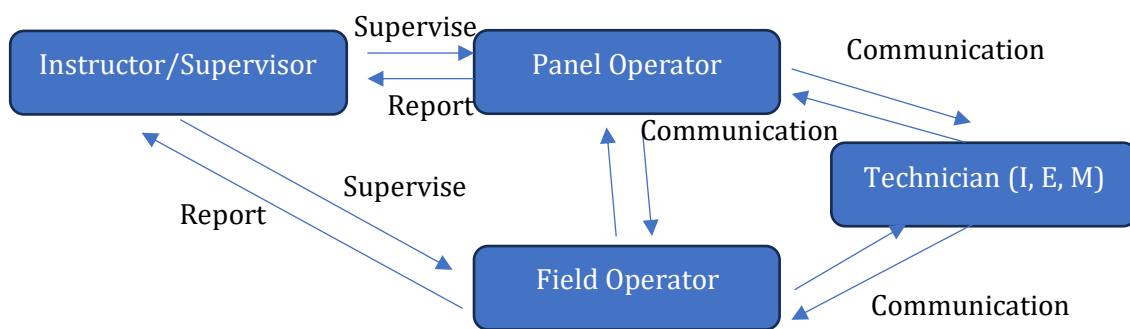 Supervise
Instructor/Supervisor
Panel Operator
Communication
Report
Communication
Technician (I, E, M)
Supervise
Report
Field Operator
Communication